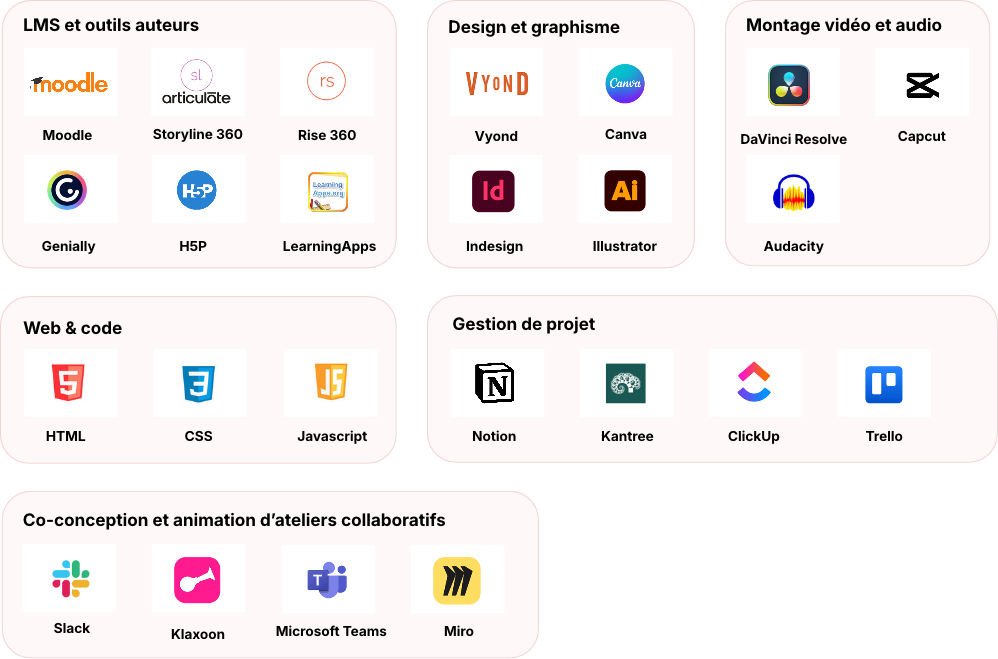 LMS et outils auteurs
moodle
sl
articulate
rs
Moodle
Storyline 360
Rise 360
H5P
Learning
Apps.org
Genially
H5P
LearningApps
Design et graphisme
VYOND
Canva
Vyond
Canva
Id
Ai
Indesign
Illustrator
Montage vidéo et audio
DaVinci Resolve
Capcut
Audacity
Web & code
5
3
JS
HTML
CSS
Javascript
Gestion de projet
N
Notion
Kantree
ClickUp
Trello
Co-conception et animation d’ateliers collaboratifs
T
Slack
Klaxoon
Microsoft Teams
Miro